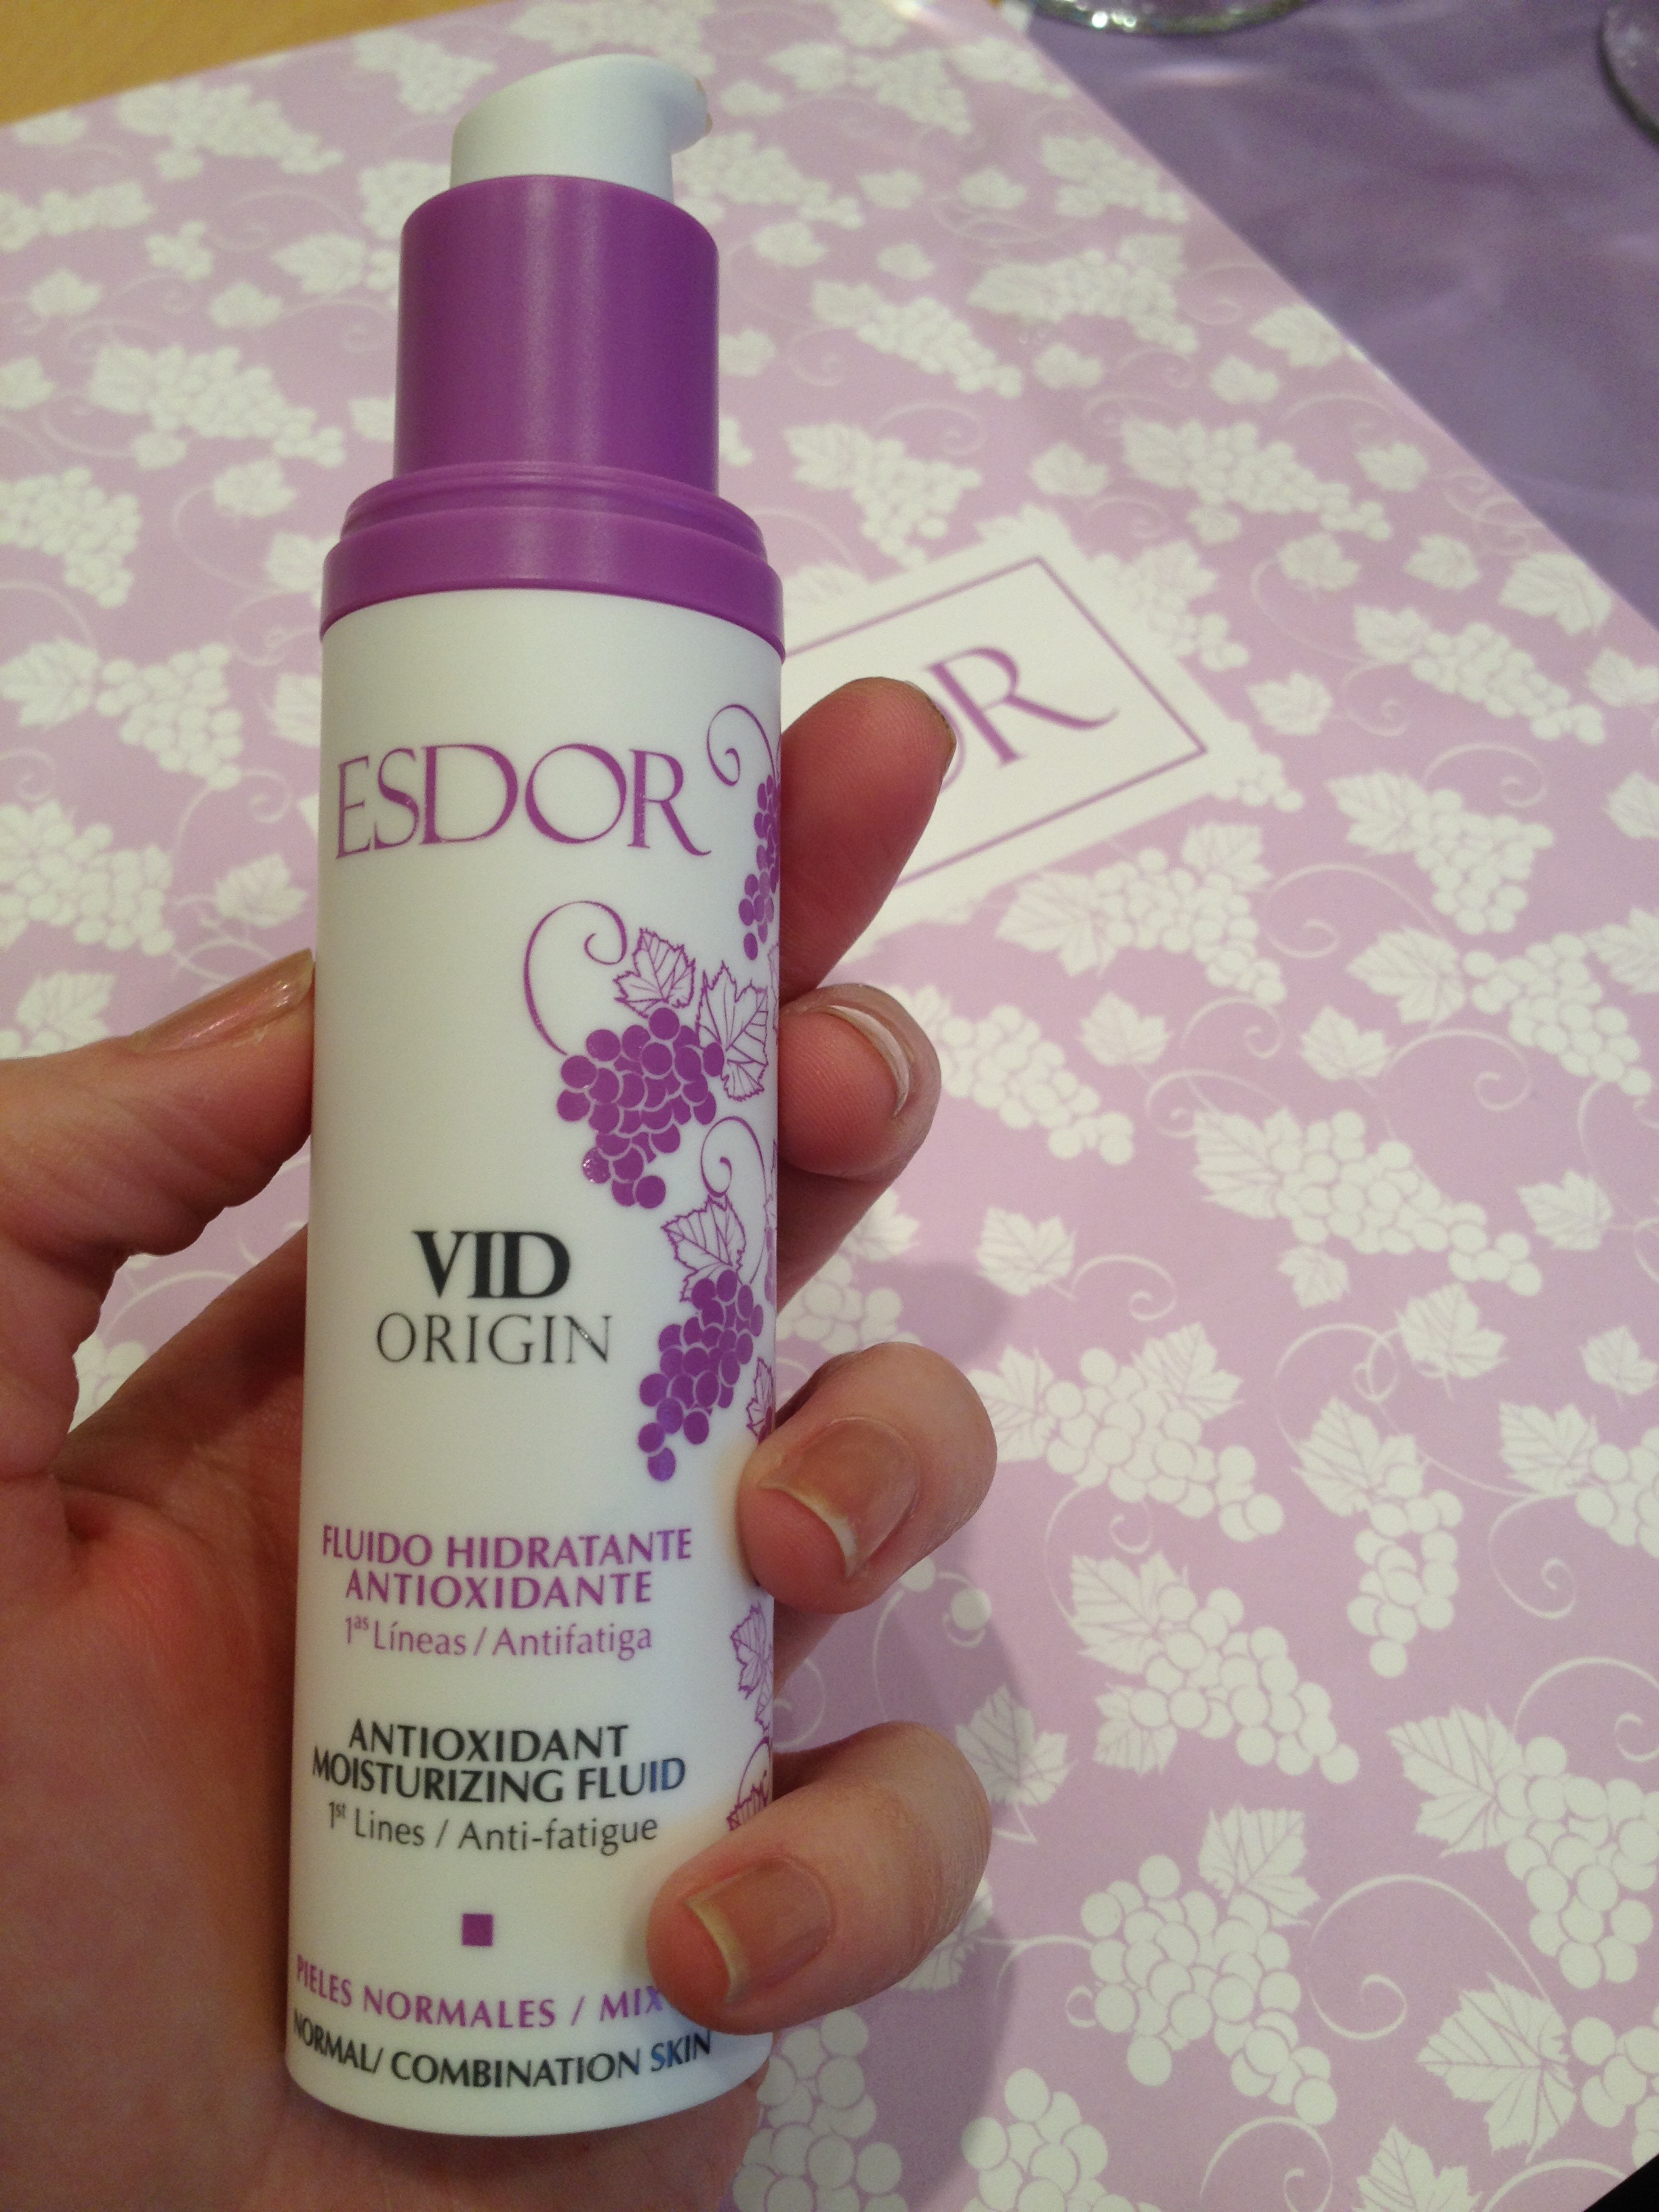 ESDOR
VID
ORIGIN
FLUIDO HIDRATANTE
ANTIOXIDANTE
1as Líneas / Antifatiga
ANTIOXIDANT
MOISTURIZING FLUID
1st Lines / Anti-fatigue
PIELES NORMALES /
NORMAL/ COMBINATION SKIN